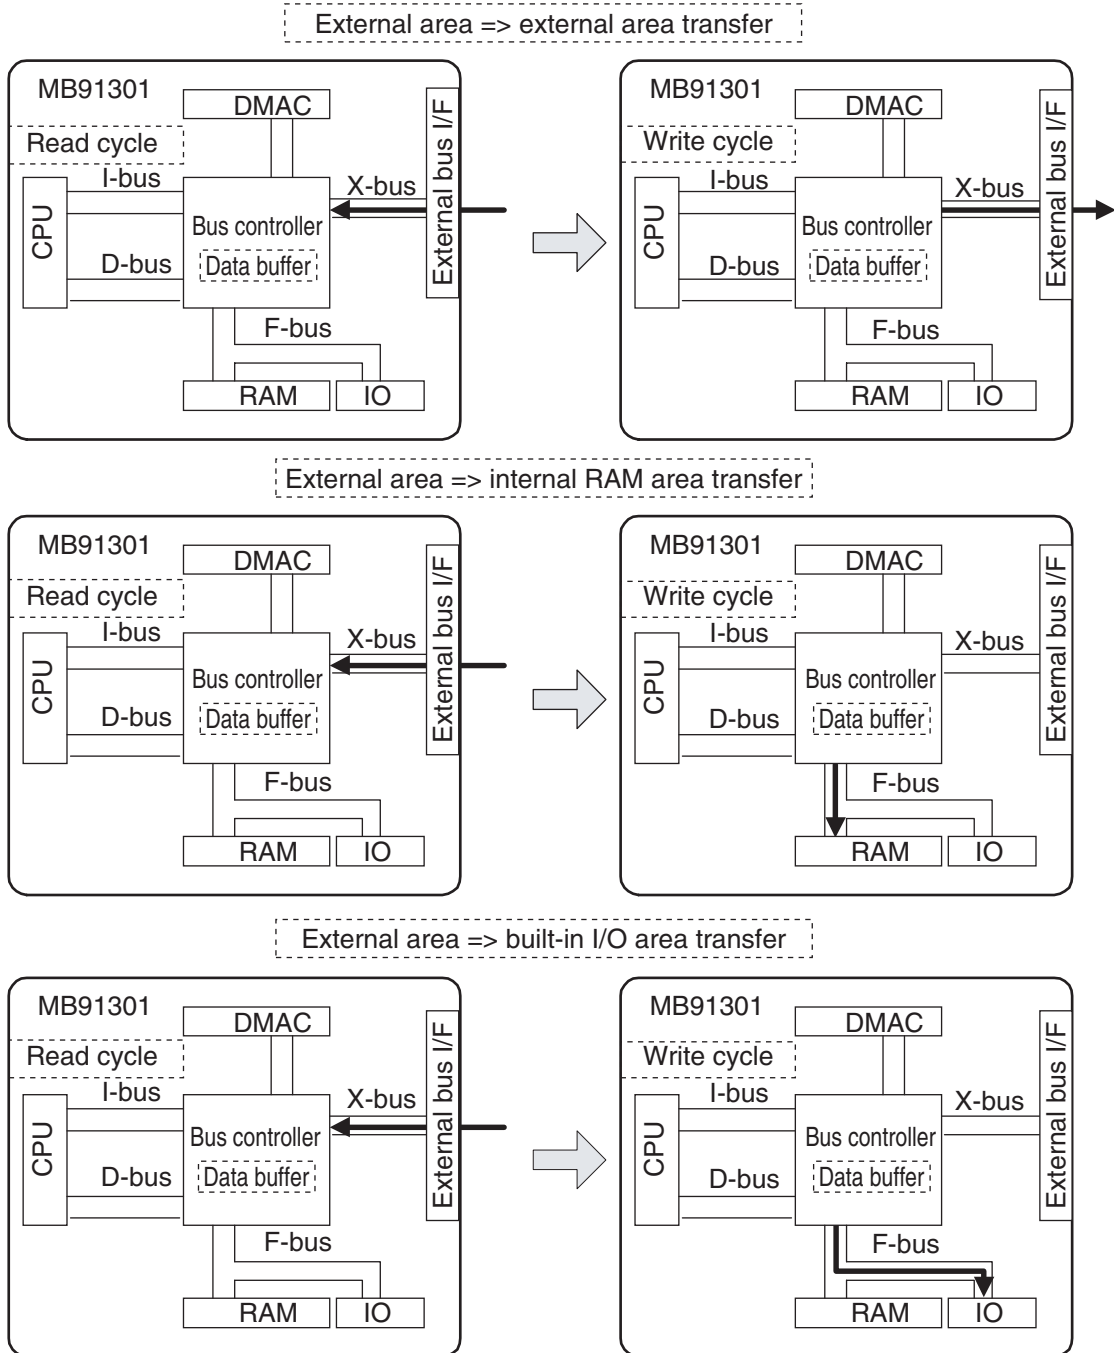 External area => external area transfer
MB91301
DMAC
Read cycle
I-bus
X-bus
External bus I/F
CPU
Bus controller
D-bus
Data buffer
F-bus
RAM
IO
MB91301
DMAC
Write cycle
I-bus
X-bus
External bus I/F
CPU
Bus controller
D-bus
Data buffer
F-bus
RAM
IO
External area => internal RAM area transfer
MB91301
DMAC
Read cycle
I-bus
X-bus
External bus I/F
CPU
Bus controller
D-bus
Data buffer
F-bus
RAM
IO
MB91301
DMAC
Write cycle
I-bus
X-bus
External bus I/F
CPU
Bus controller
D-bus
Data buffer
F-bus
RAM
IO
External area => built-in I/O area transfer
MB91301
DMAC
Read cycle
I-bus
X-bus
External bus I/F
CPU
Bus controller
D-bus
Data buffer
F-bus
RAM
IO
MB91301
DMAC
Write cycle
I-bus
X-bus
External bus I/F
CPU
Bus controller
D-bus
Data buffer
F-bus
RAM
IO